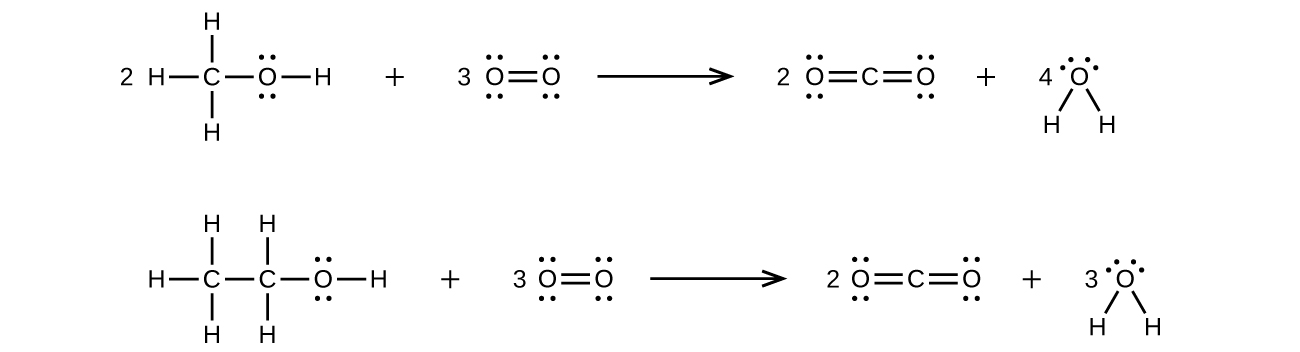 H
2 H C O H + 3 O O 2 O C O + 4 O
H H H
H H
H C C O H + 3 O O 2 O C O + 3 O
H H H H